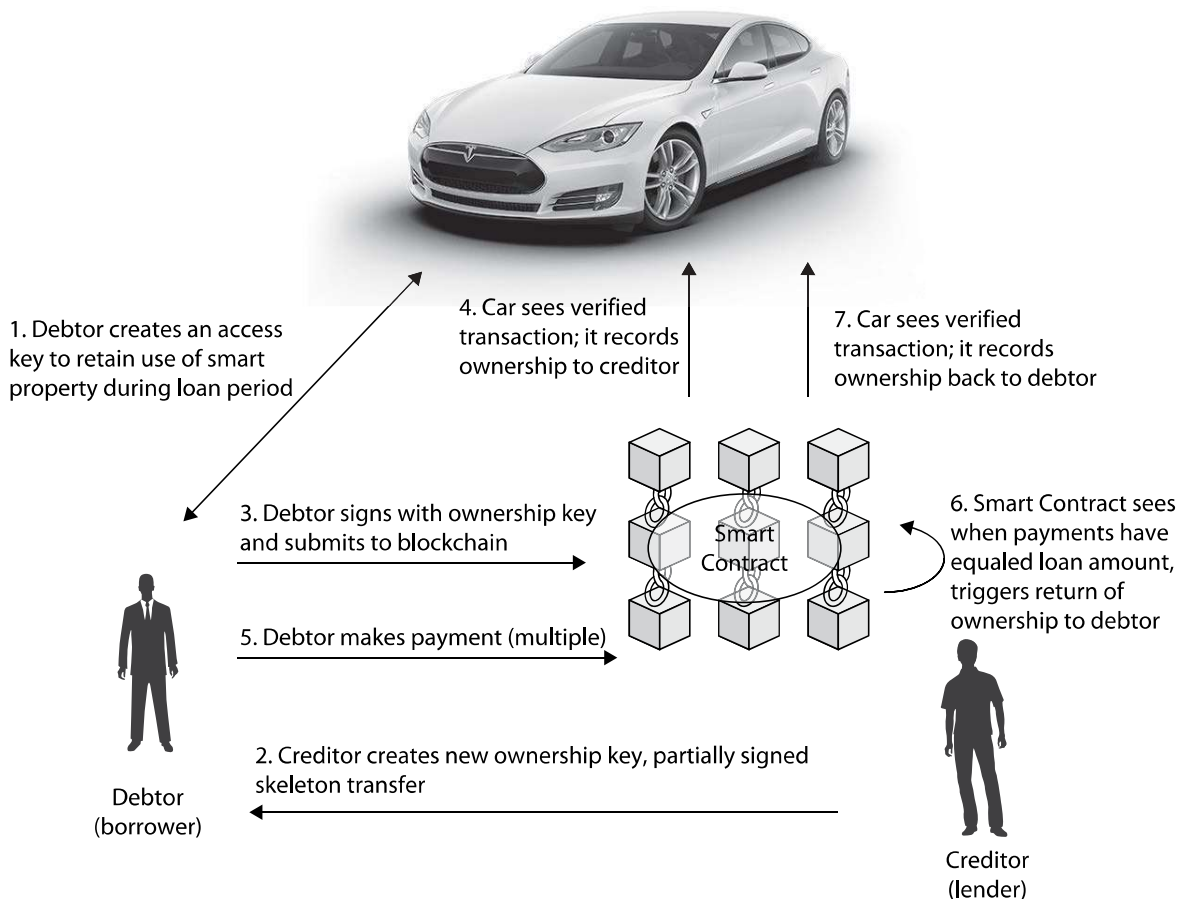 1. Debtor creates an access
key to retain use of smart
property during loan period
4. Car sees verified
transaction; it records
ownership to creditor
7. Car sees verified
transaction; it records
ownership back to debtor
3. Debtor signs with ownership key
and submits to blockchain
Smart
Contract
6. Smart Contract sees
when payments have
equaled loan amount,
triggers return of
ownership to debtor
5. Debtor makes payment (multiple)
2. Creditor creates new ownership key, partially signed
skeleton transfer
Debtor
(borrower)
Creditor
(lender)